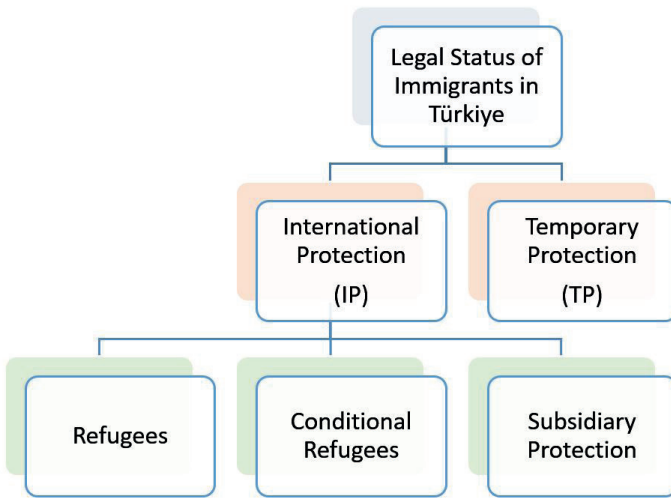 Legal Status of
Immigrants in
Türkiye
International
Protection
(IP)
Temporary
Protection
(TP)
Refugees
Conditional
Refugees
Subsidiary
Protection